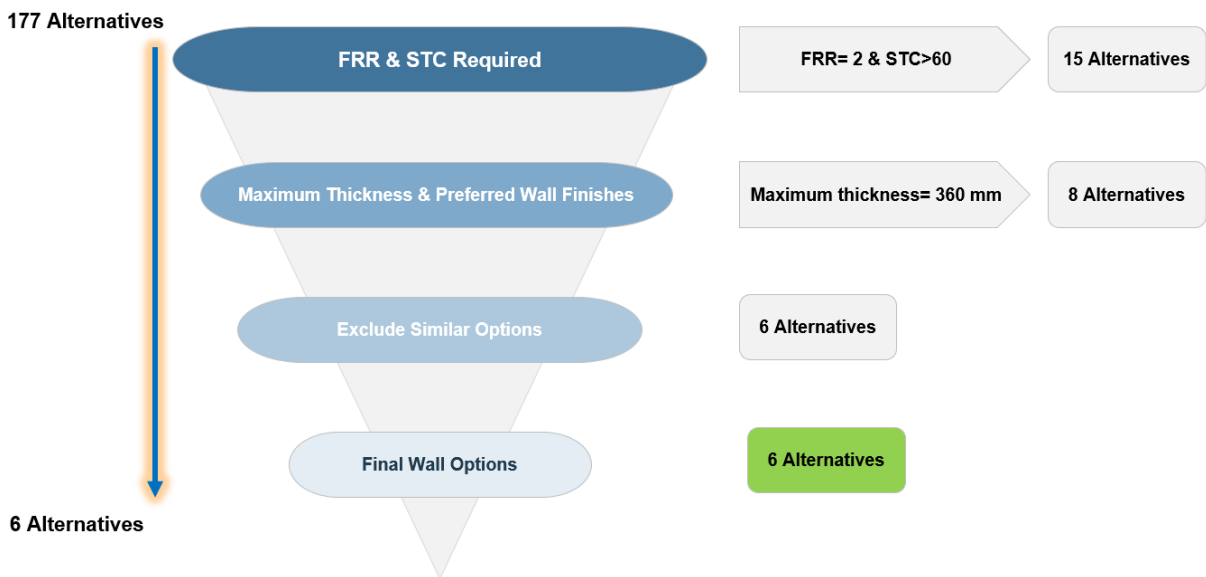 177 Alternatives
FRR & STC Required
FRR= 2 & STC>60
15 Alternatives
Maximum Thickness & Preferred Wall Finishes
Maximum thickness= 360 mm
8 Alternatives
Exclude Similar Options
6 Alternatives
Final Wall Options
6 Alternatives
6 Alternatives